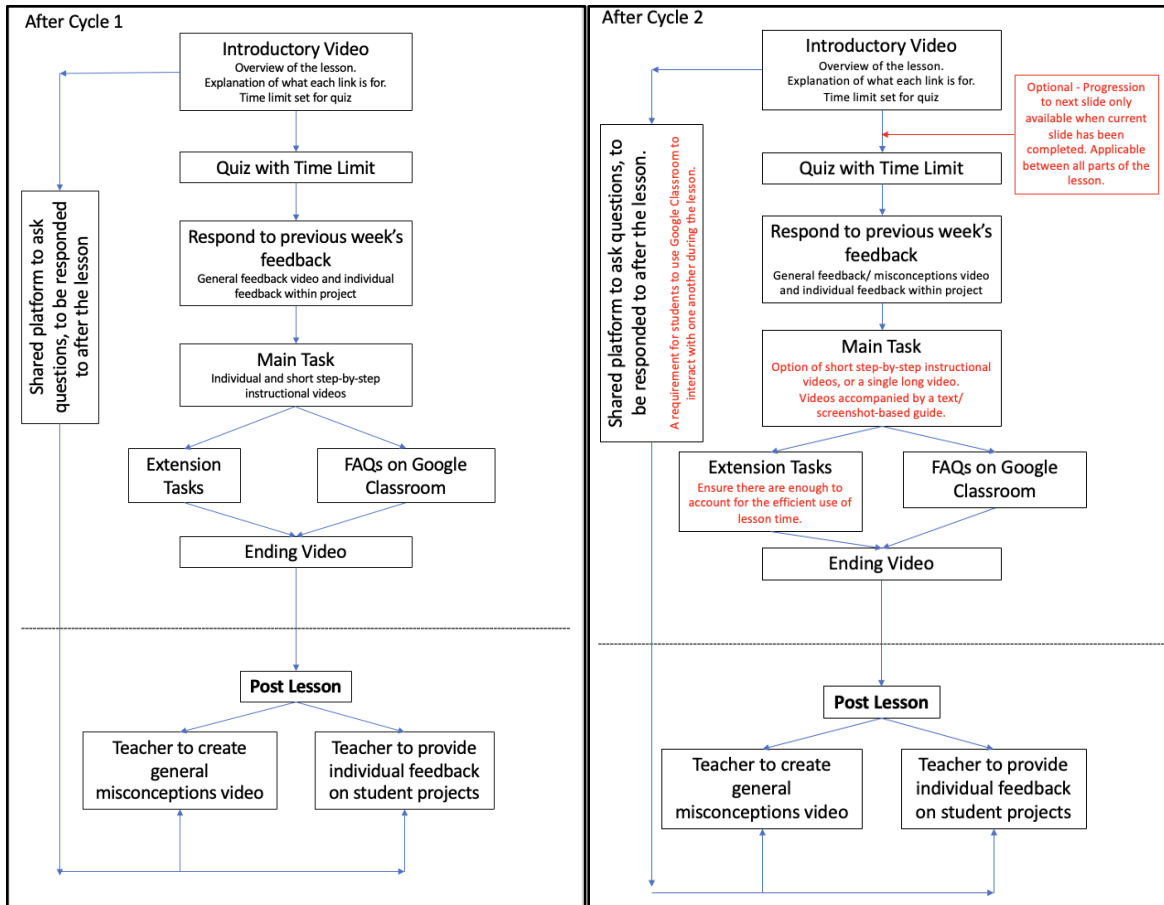 After Cycle 1
Introductory Video
Overview of the lesson.
Explanation of what each link is for.
Time limit set for quiz
Quiz with Time Limit
Respond to previous week's
feedback
General feedback video and individual
feedback within project
Main Task
Individual and short step-by-step
instructional videos
Extension
Tasks
FAQs on Google
Classroom
Ending Video
Shared platform to ask
questions, to be responded
to after the lesson
Post Lesson
Teacher to create
general
misconceptions video
Teacher to provide
individual feedback
on student projects
After Cycle 2
Introductory Video
Overview of the lesson.
Explanation of what each link is for.
Time limit set for quiz
Optional - Progression
to next slide only
available when current
slide has been
completed. Applicable
between all parts of the
lesson.
Quiz with Time Limit
Respond to previous week's
feedback
General feedback/ misconceptions video
and individual feedback within project
Main Task
Option of short step-by-step instructional
videos, or a single long video.
Videos accompanied by a text/
screenshot-based guide.
Extension Tasks
Ensure there are enough to
account for the efficient use of
lesson time.
FAQs on Google
Classroom
Ending Video
Shared platform to ask questions, to
be responded to after the lesson.
A requirement for students to use Google Classroom to
interact with one another during the lesson.
Post Lesson
Teacher to create
general
misconceptions video
Teacher to provide
individual feedback
on student projects